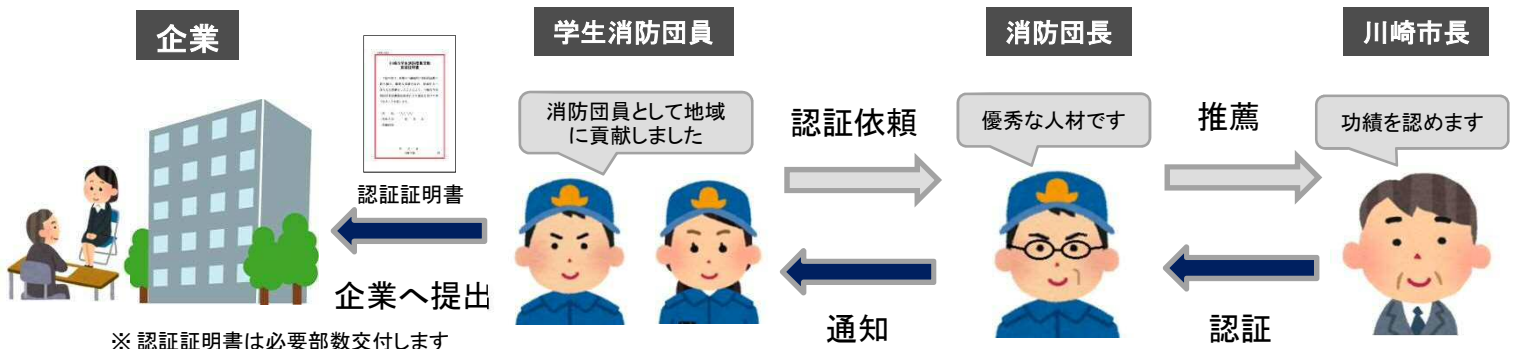 企業
学生消防団員
消防団長
川崎市長
消防団員として地域
に貢献しました
認証依頼
優秀な人材です
推薦
功績を認めます
認証証明書
企業へ提出
通知
認証
※ 認証証明書は必要部数交付します